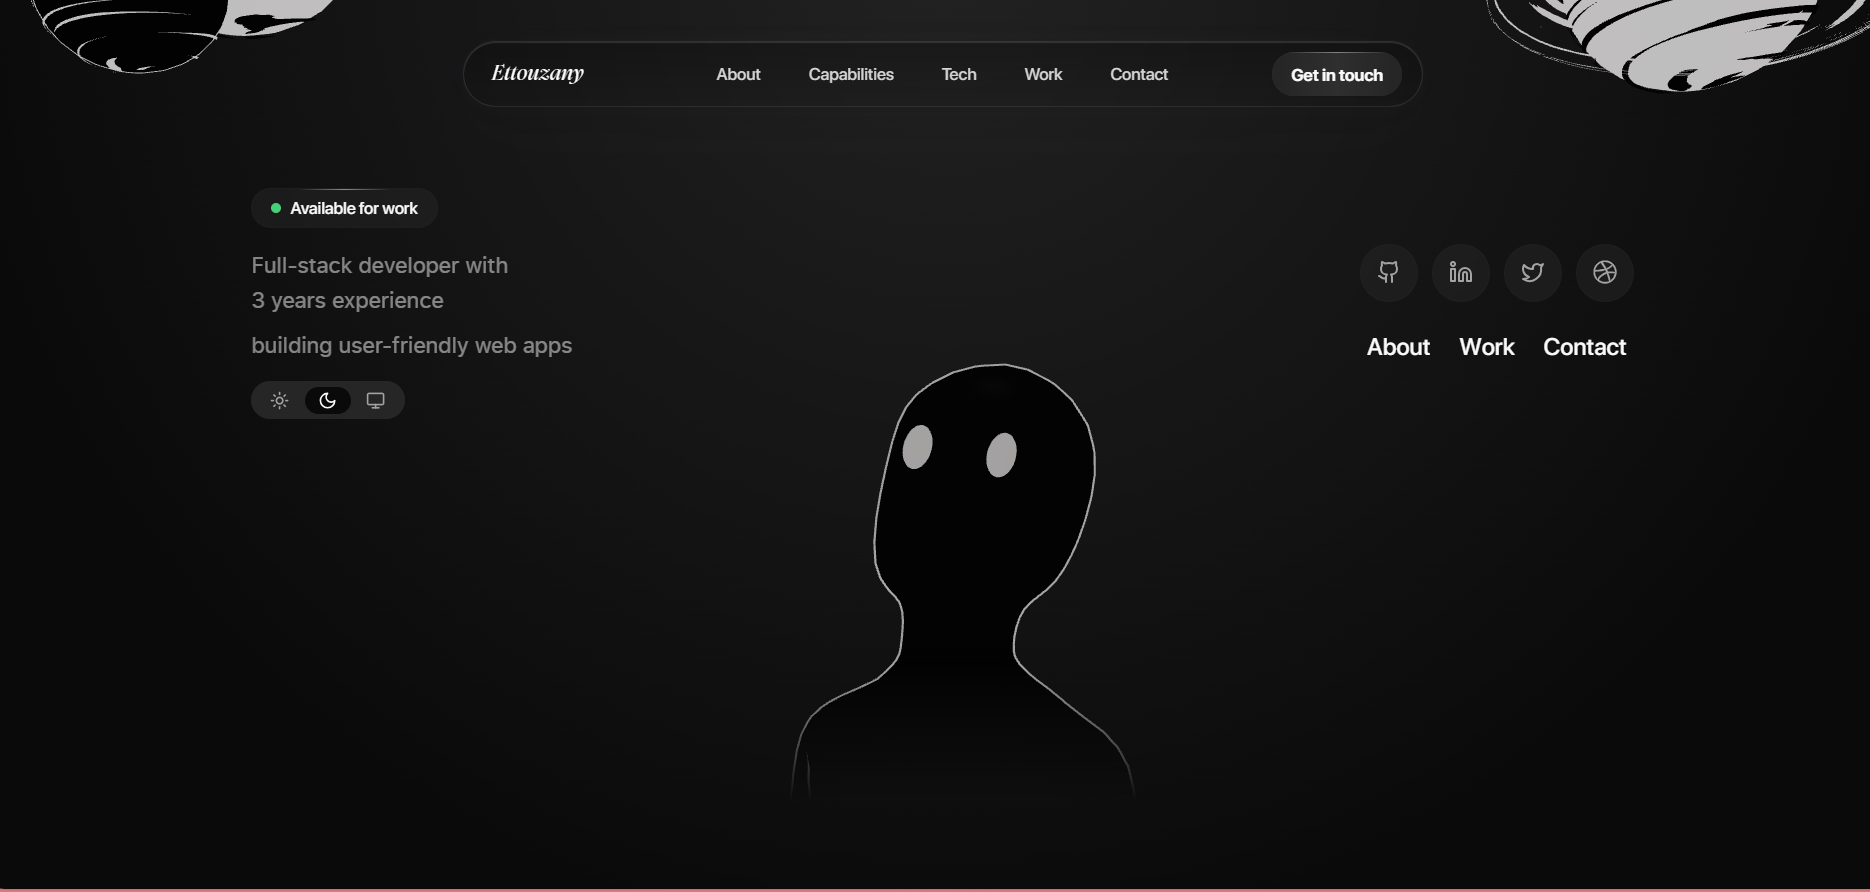 Ettouzany
About Capabilities Tech Work Contact
Get in touch
Available for work
Full-stack developer with
3 years experience
building user-friendly web apps
About Work Contact